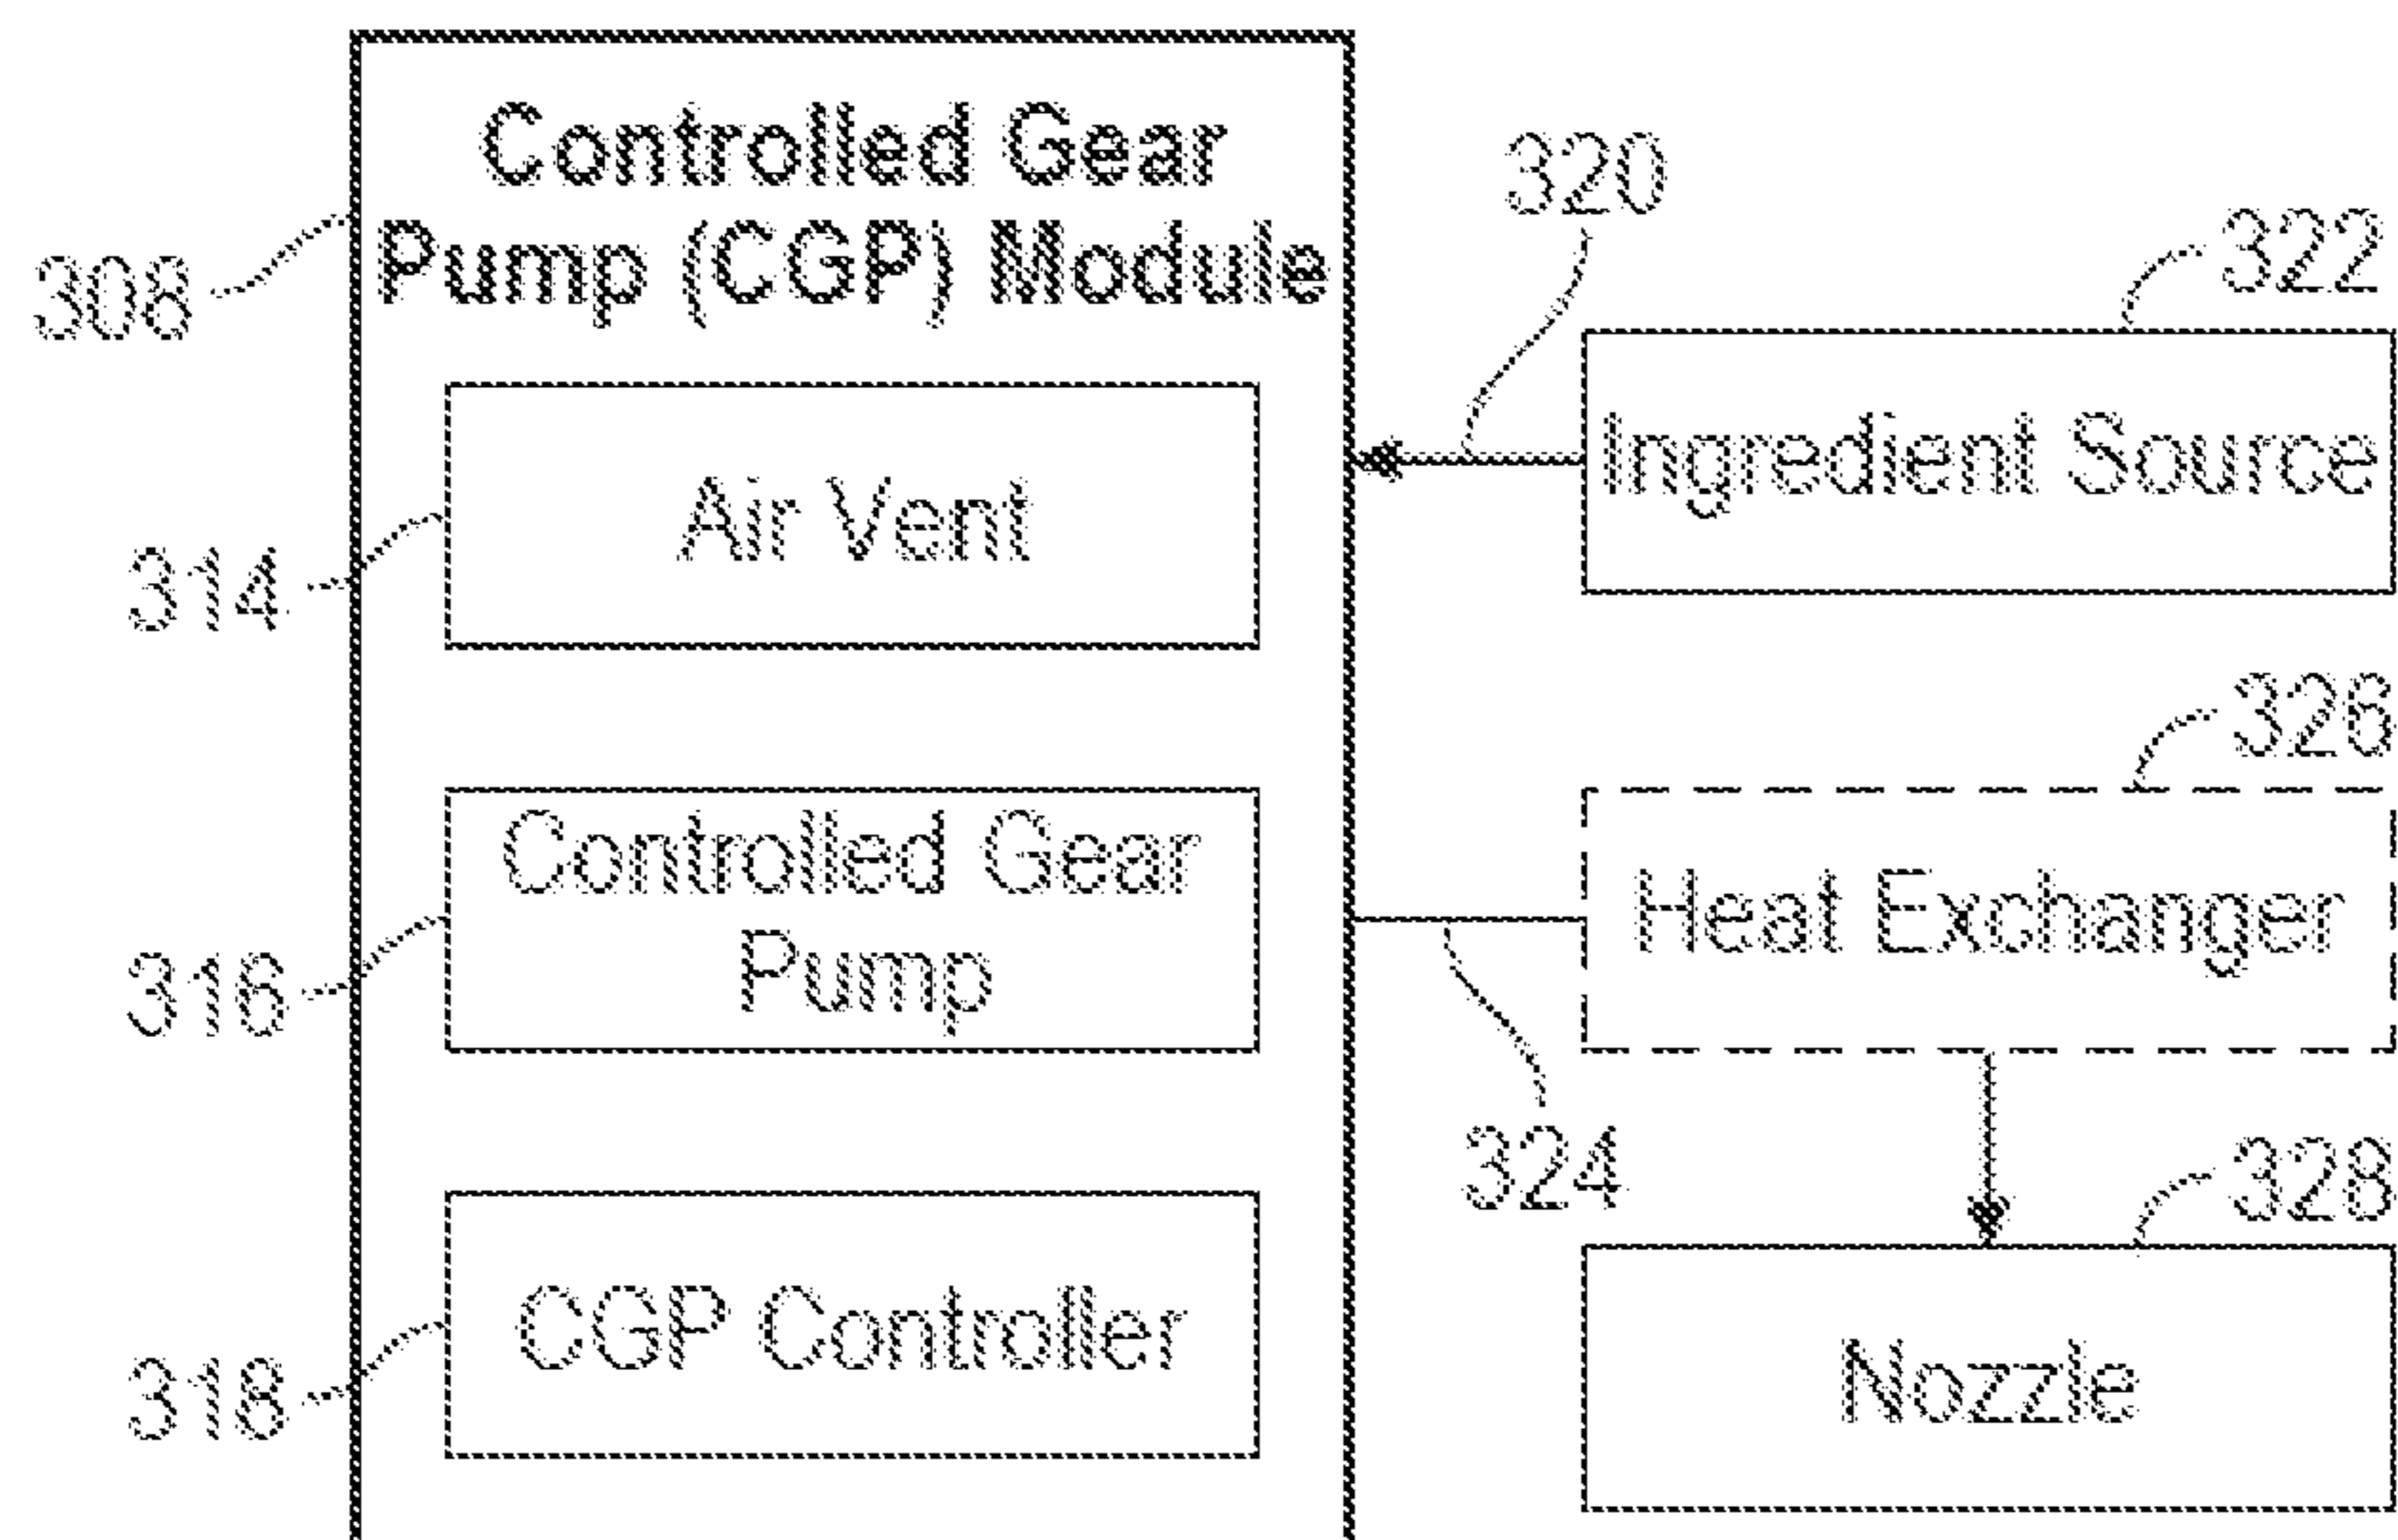 Controlled Gear
Pump (CGP) Module
308
320
322
Ingredient Source
Air Vent
314
326
Controlled Gear
Pump
Heat Exchanger
316
324
328
CGP Controller
318
Nozzle